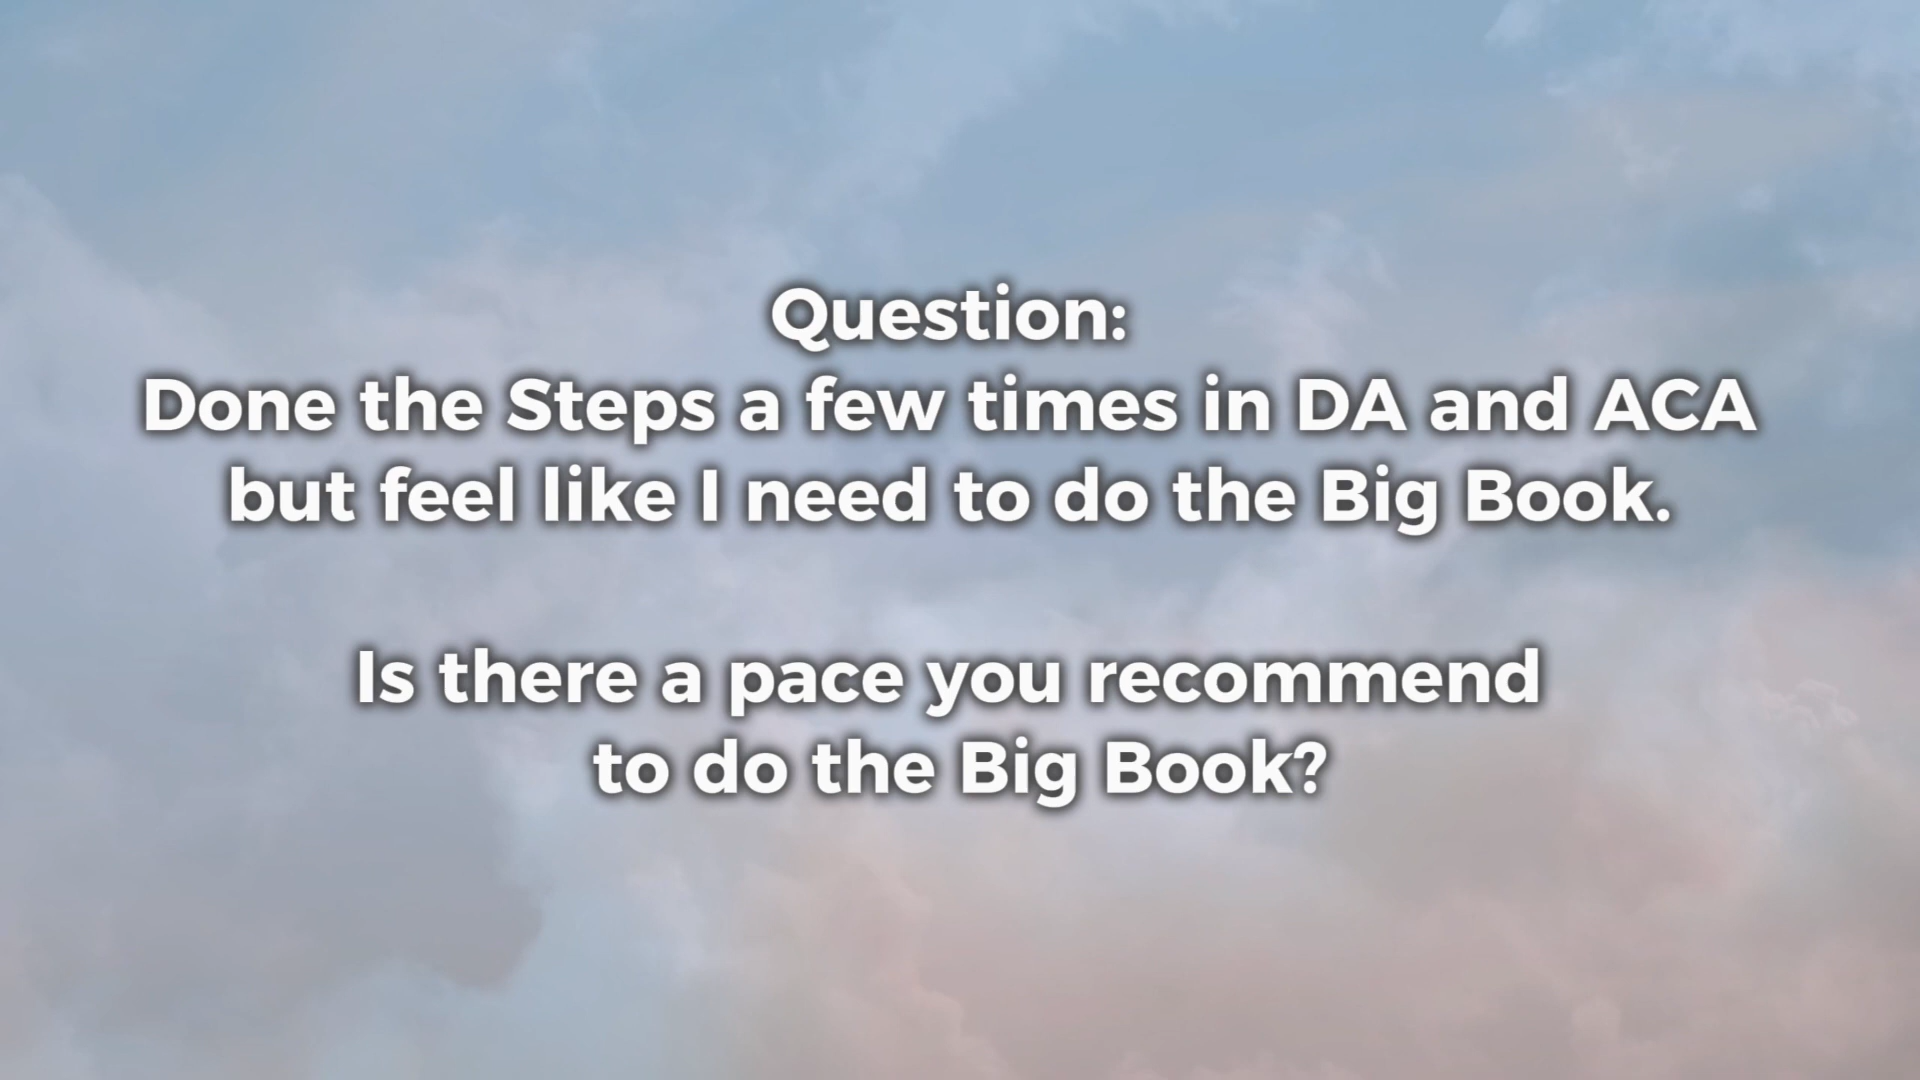 Question:
Done the Steps a few times in DA and ACA
but feel like I need to do the Big Book.
Is there a pace you recommend
to do the Big Book?